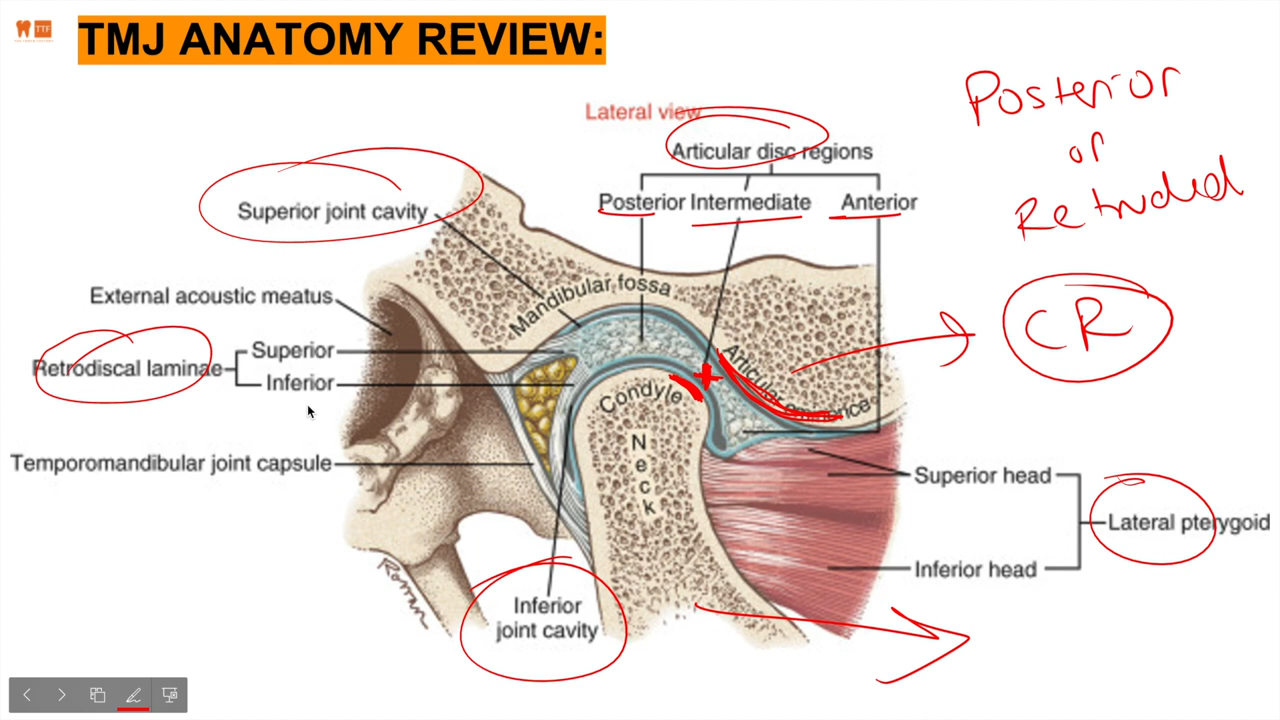 TTF
TMJ ANATOMY REVIEW:
Posterior
or
Retruded
CR
Lateral view
Articular disc regions
Posterior Intermediate Anterior
Superior joint cavity
Mandibular fossa
External acoustic meatus
Retrodiscal laminae
Superior
Inferior
Articular eminence
Condyle
Neck
Temporomandibular joint capsule
Superior head
Lateral pterygoid
Inferior head
Inferior
joint cavity
Roman